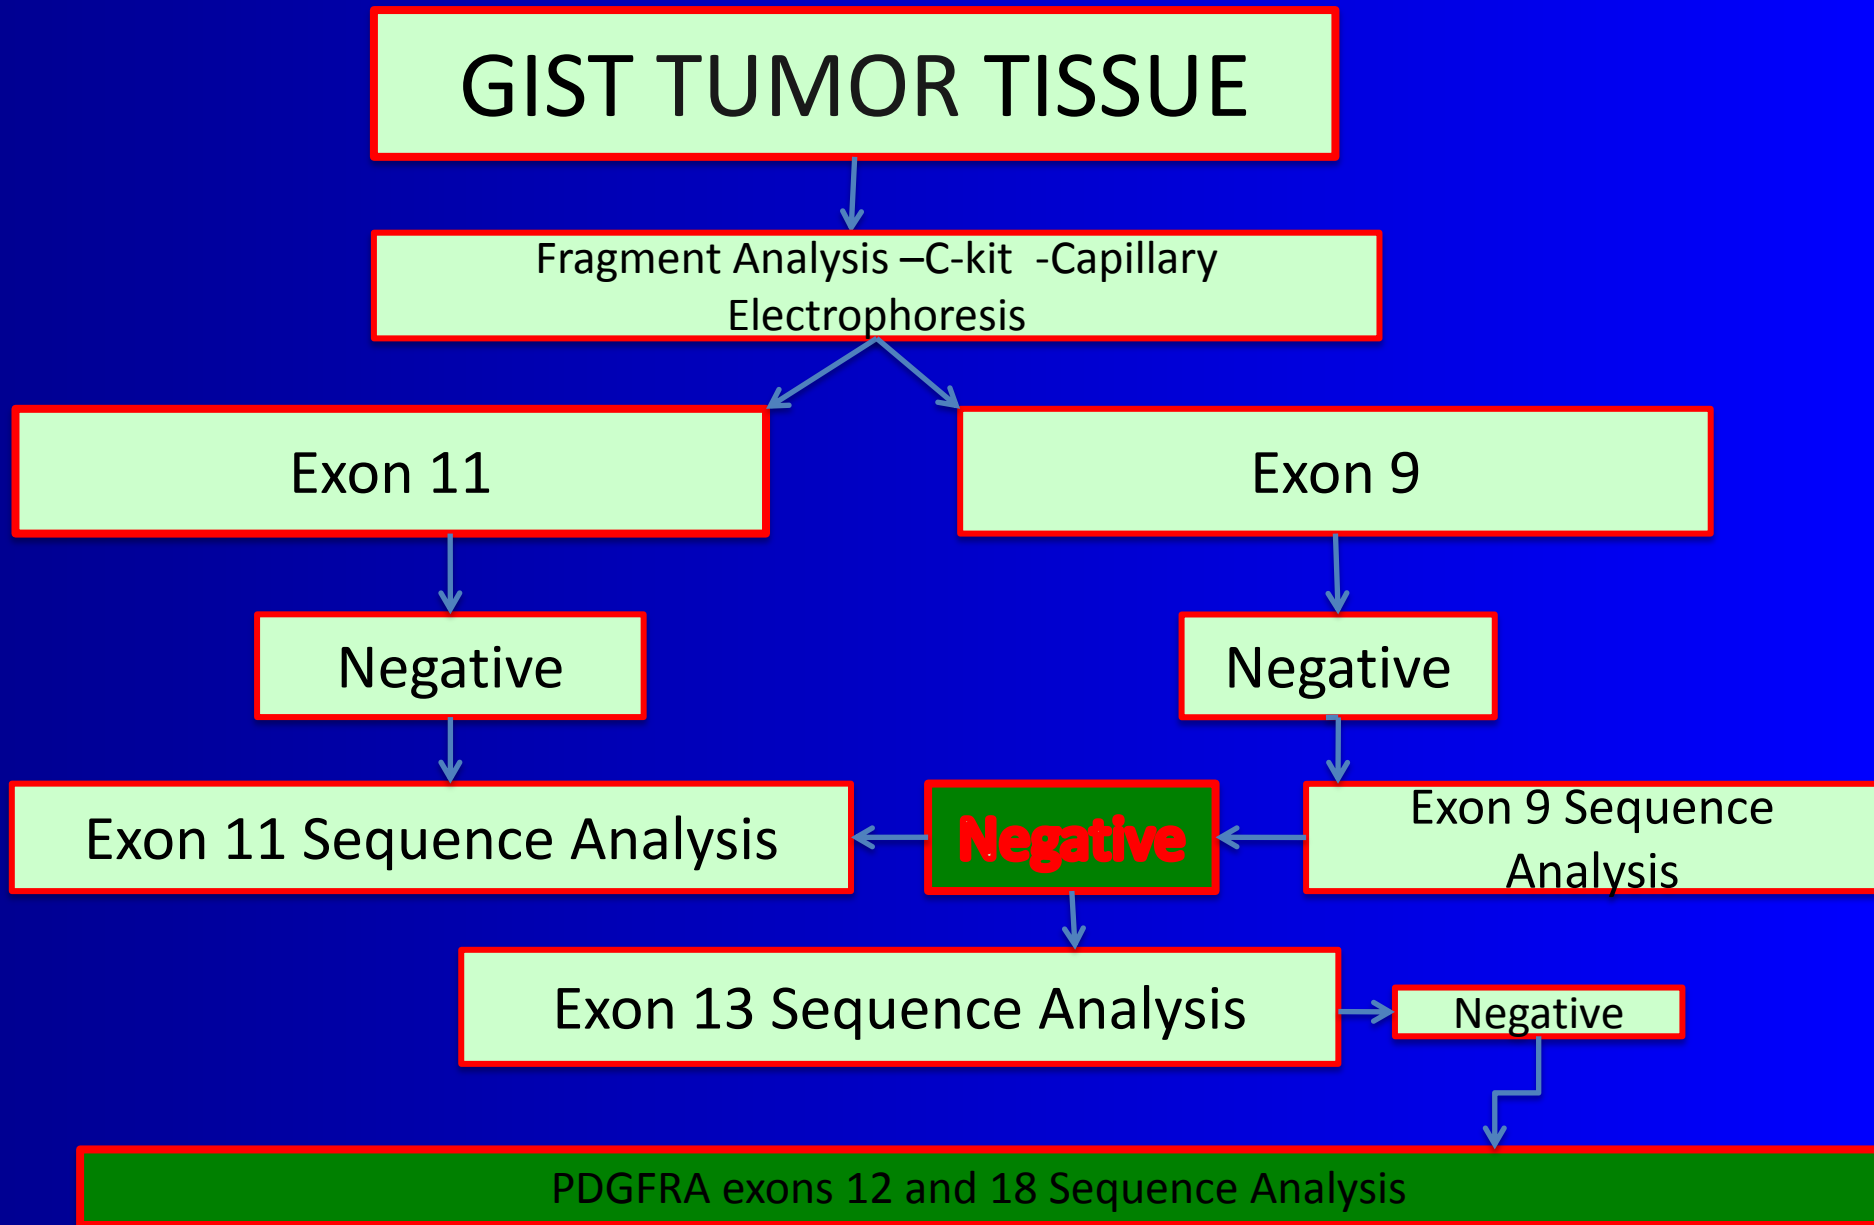 GIST TUMOR TISSUE
Fragment Analysis –C-kit -Capillary
Electrophoresis
Exon 11
Exon 9
Negative
Negative
Exon 11 Sequence Analysis
Negative
Exon 9 Sequence
Analysis
Exon 13 Sequence Analysis
Negative
PDGFRA exons 12 and 18 Sequence Analysis